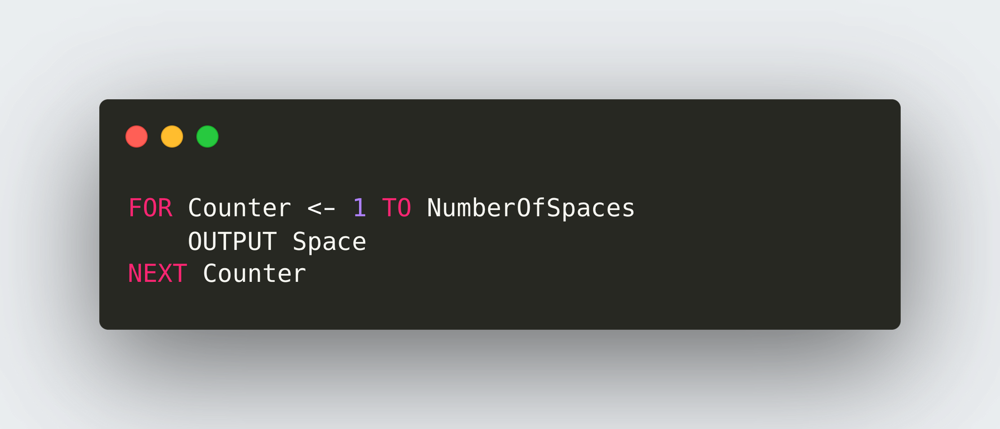 FOR Counter <- 1 TO NumberOfSpaces
    OUTPUT Space
NEXT Counter